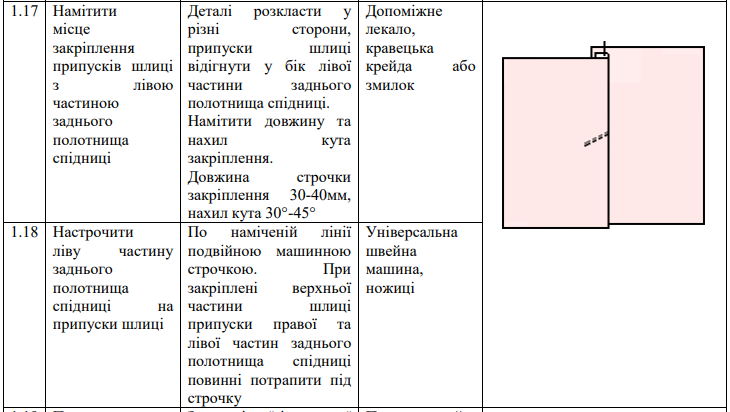 1.17
Намітити
місце
закріплення
припусків шлиці
з лівою
частиною
заднього
полотнища
спідниці
Деталі розкласти у
різні сторони,
припуски шлиці
відігнути у бік лівої
частини заднього
полотнища спідниці.
Намітити довжину та
нахил кута
закріплення.
Довжина строчки
закріплення 30-40мм,
нахил кута 30°-45°
Допоміжне
лекало,
кравецька
крейда або
змилок
1.18
Настрочити
ліву частину
заднього
полотнища
спідниці на
припуски шлиці
По наміченій лінії
подвійною машинною
строчкою. При
закріплені верхньої
частини шлиці
припуски правої та
лівої частин заднього
полотнища спідниці
повинні потрапити під
строчку
Універсальна
швейна
машина,
ножиці